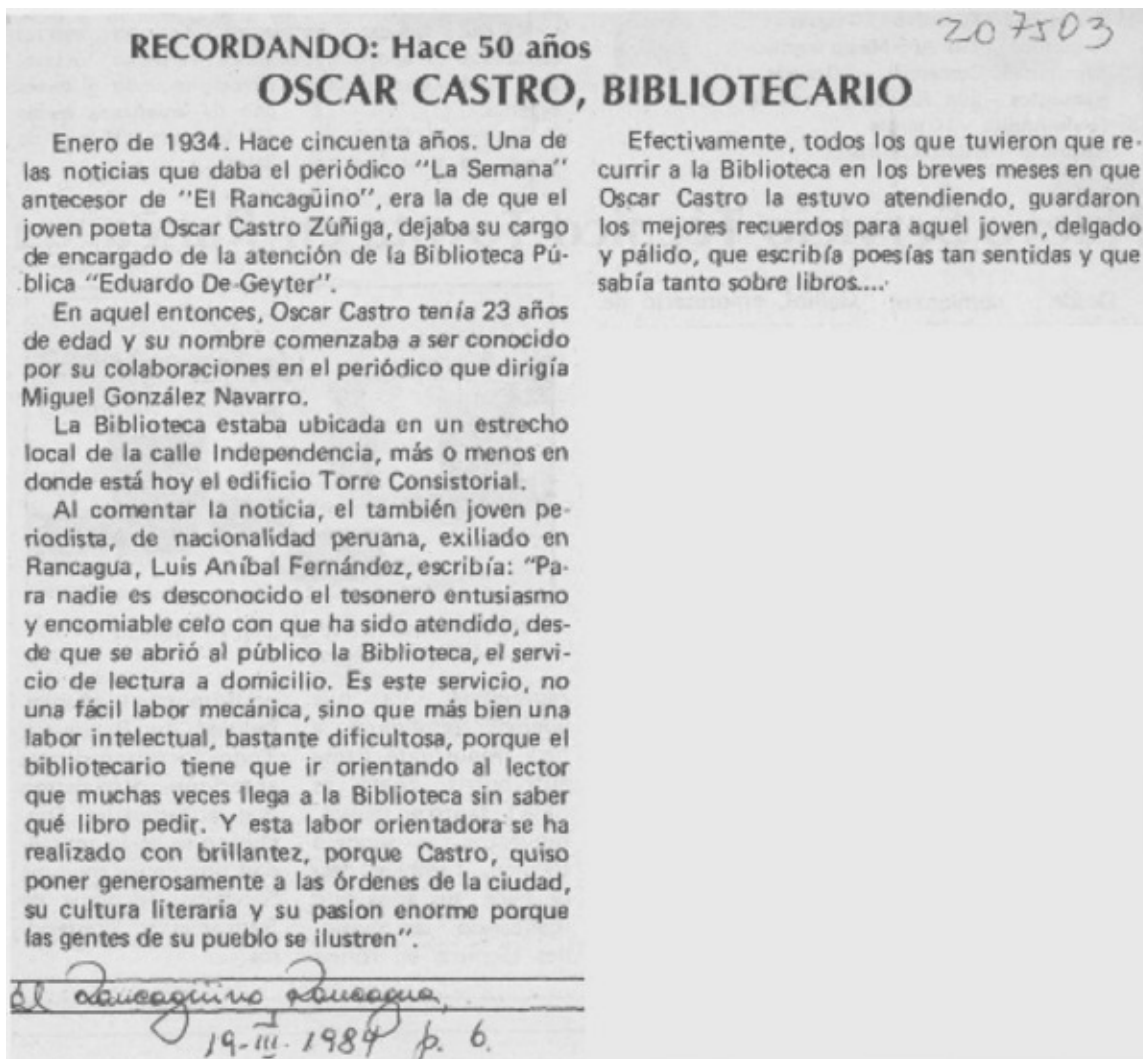 207503
RECORDANDO: Hace 50 años
OSCAR CASTRO, BIBLIOTECARIO
Enero de 1934. Hace cincuenta años. Una de
las noticias que daba el periódico "La Semana"
antecesor de "El Rancagüino", era la de que el
joven poeta Oscar Castro Zúñiga, dejaba su cargo
de encargado de la atención de la Biblioteca Pú-
blica "Eduardo De-Geyter".
En aquel entonces, Oscar Castro tenía 23 años
de edad y su nombre comenzaba a ser conocido
por su colaboraciones en el periódico que dirigía
Miguel González Navarro.
La Biblioteca estaba ubicada en un estrecho
local de la calle Independencia, más o menos en
donde está hoy el edificio Torre Consistorial.
Al comentar la noticia, el también joven pe-
riodista, de nacionalidad peruana, exiliado en
Rancagua, Luis Aníbal Fernández, escribía: "Pa-
ra nadie es desconocido el tesonero entusiasmo
y encomiable celo con que ha sido atendido, des-
de que se abrió al público la Biblioteca, el servi-
cio de lectura a domicilio. Es este servicio, no
una fácil labor mecánica, sino que más bien una
labor intelectual, bastante dificultosa, porque el
bibliotecario tiene que ir orientando al lector
que muchas veces llega a la Biblioteca sin saber
qué libro pedir. Y esta labor orientadora se ha
realizado con brillantez, porque Castro, quiso
poner generosamente a las órdenes de la ciudad,
su cultura literaria y su pasion enorme porque
las gentes de su pueblo se ilustren".
Efectivamente, todos los que tuvieron que re-
currir a la Biblioteca en los breves meses en que
Oscar Castro la estuvo atendiendo, guardaron
los mejores recuerdos para aquel joven, delgado
y pálido, que escribía poesías tan sentidas y que
sabía tanto sobre libros....
El Rancagüino Rancagua,
19-III-1984 p. 6.